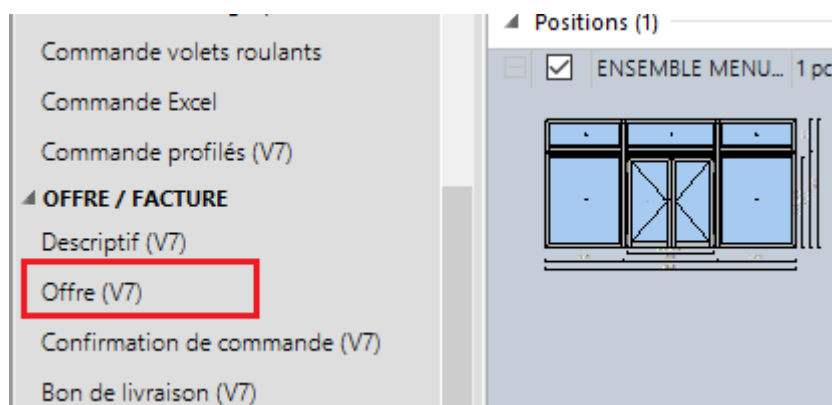 Commande volets roulants
Commande Excel
Commande profilés (V7)
OFFRE / FACTURE
Descriptif (V7)
Offre (V7)
Confirmation de commande (V7)
Bon de livraison (V7)
Positions (1)
ENSEMBLE MENU... 1 pc